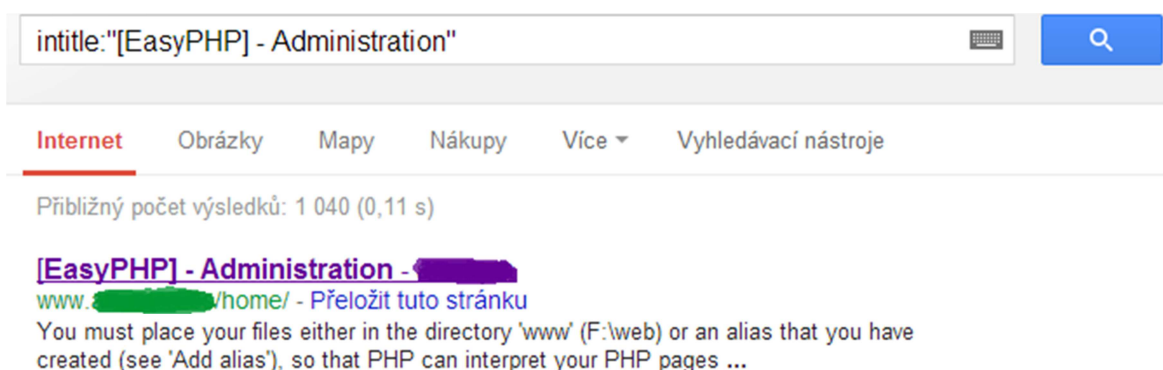 intitle:"[EasyPHP] - Administration"
Internet Obrázky Mapy Nákupy Více Vyhledávací nástroje
Přibližný počet výsledků: 1 040 (0,11 s)
[EasyPHP] - Administration -
www. /home/ - Přeložit tuto stránku
You must place your files either in the directory 'www' (F:\web) or an alias that you have
created (see 'Add alias'), so that PHP can interpret your PHP pages ...